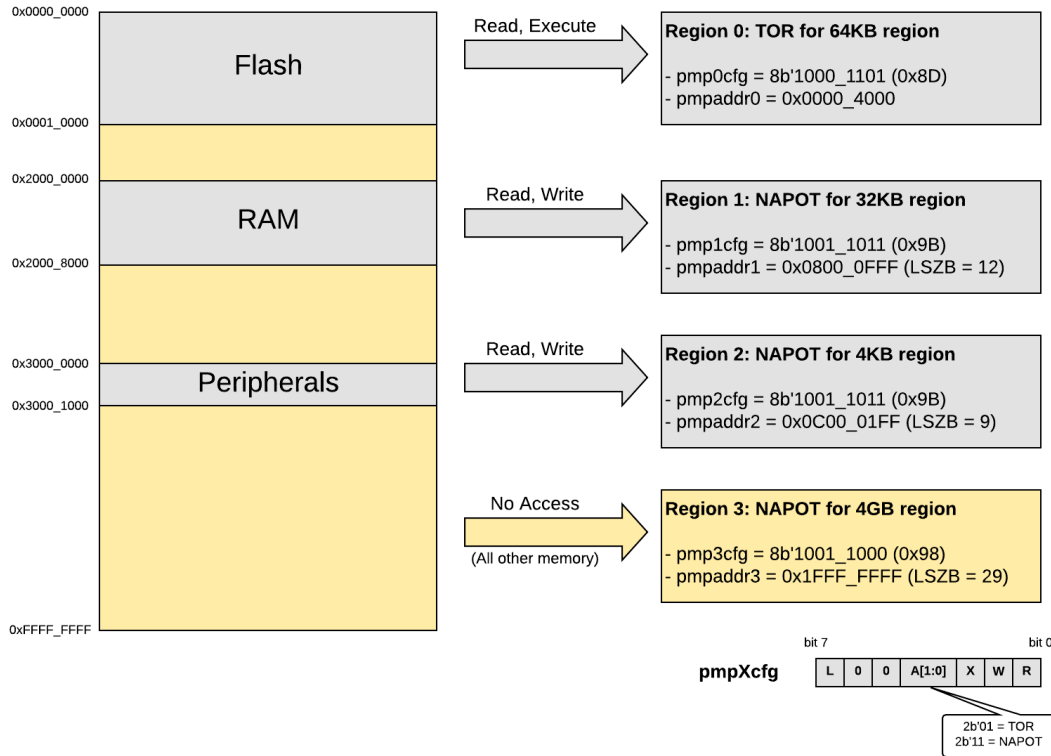 0x0000_0000
Flash
0x0001_0000
0x2000_0000
RAM
0x2000_8000
0x3000_0000
Peripherals
0x3000_1000
0xFFFF_FFFF
Read, Execute
Region 0: TOR for 64KB region
- pmp0cfg = 8b'1000_1101 (0x8D)
- pmpaddr0 = 0x0000_4000
Read, Write
Region 1: NAPOT for 32KB region
- pmp1cfg = 8b'1001_1011 (0x9B)
- pmpaddr1 = 0x0800_0FFF (LSZB = 12)
Read, Write
Region 2: NAPOT for 4KB region
- pmp2cfg = 8b'1001_1011 (0x9B)
- pmpaddr2 = 0x0C00_01FF (LSZB = 9)
No Access
(All other memory)
Region 3: NAPOT for 4GB region
- pmp3cfg = 8b'1001_1000 (0x98)
- pmpaddr3 = 0x1FFF_FFFF (LSZB = 29)
bit 7 bit 0
pmpXcfg L 0 0 A[1:0] X W R
2b'01 = TOR
2b'11 = NAPOT